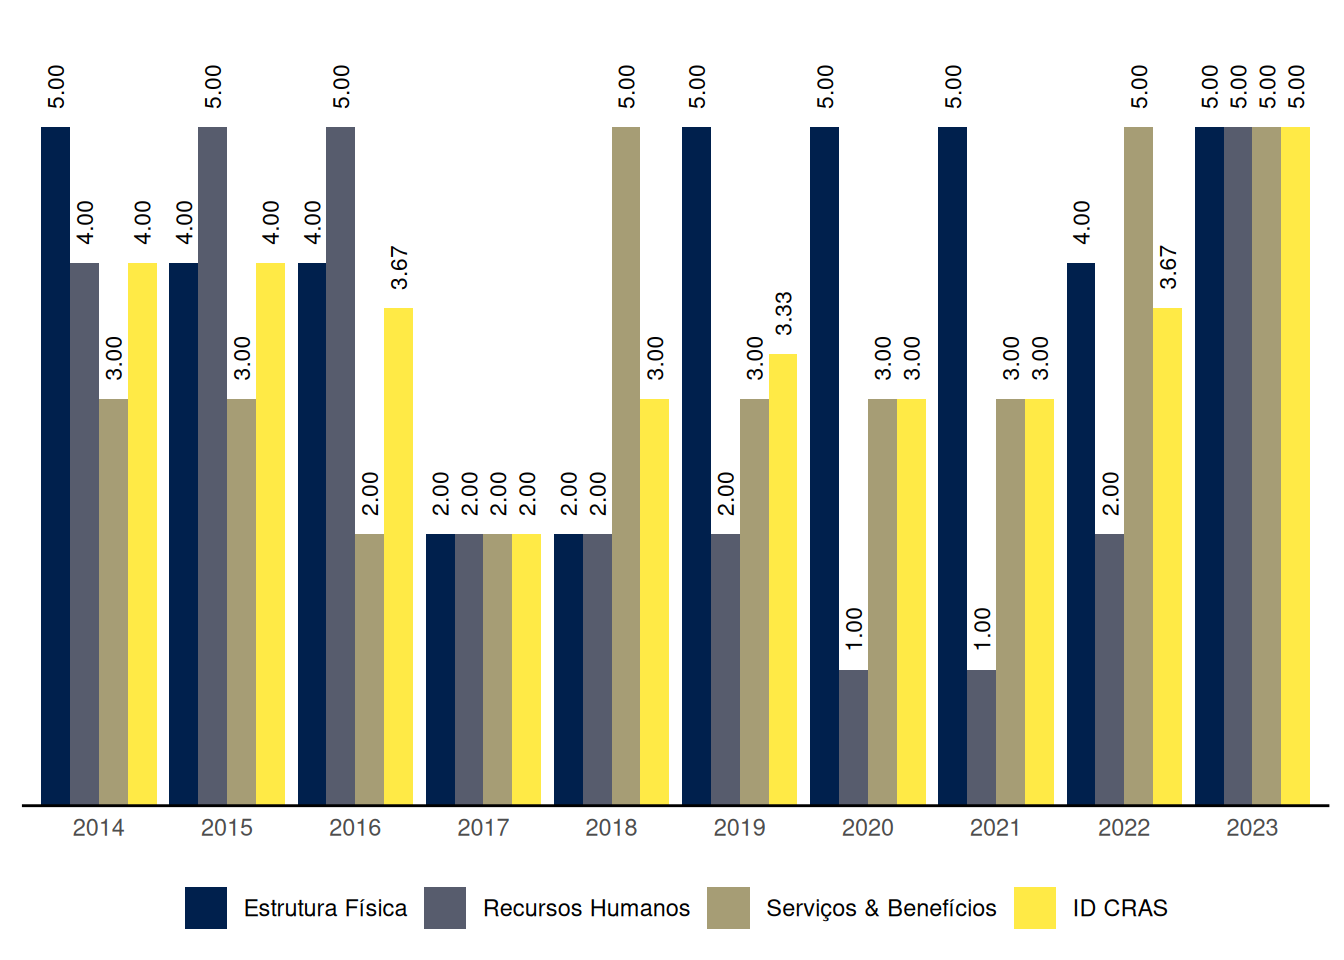 5.00 4.00 3.00 4.00 4.00 5.00 3.00 4.00 4.00 5.00 2.00 3.67 2.00 2.00 2.00 2.00 2.00 2.00 5.00 3.00 5.00 2.00 3.00 3.33 5.00 1.00 3.00 3.00 5.00 1.00 3.00 3.00 4.00 2.00 5.00 3.67 5.00 5.00 5.00 5.00
2014 2015 2016 2017 2018 2019 2020 2021 2022 2023
Estrutura Física Recursos Humanos Serviços & Benefícios ID CRAS